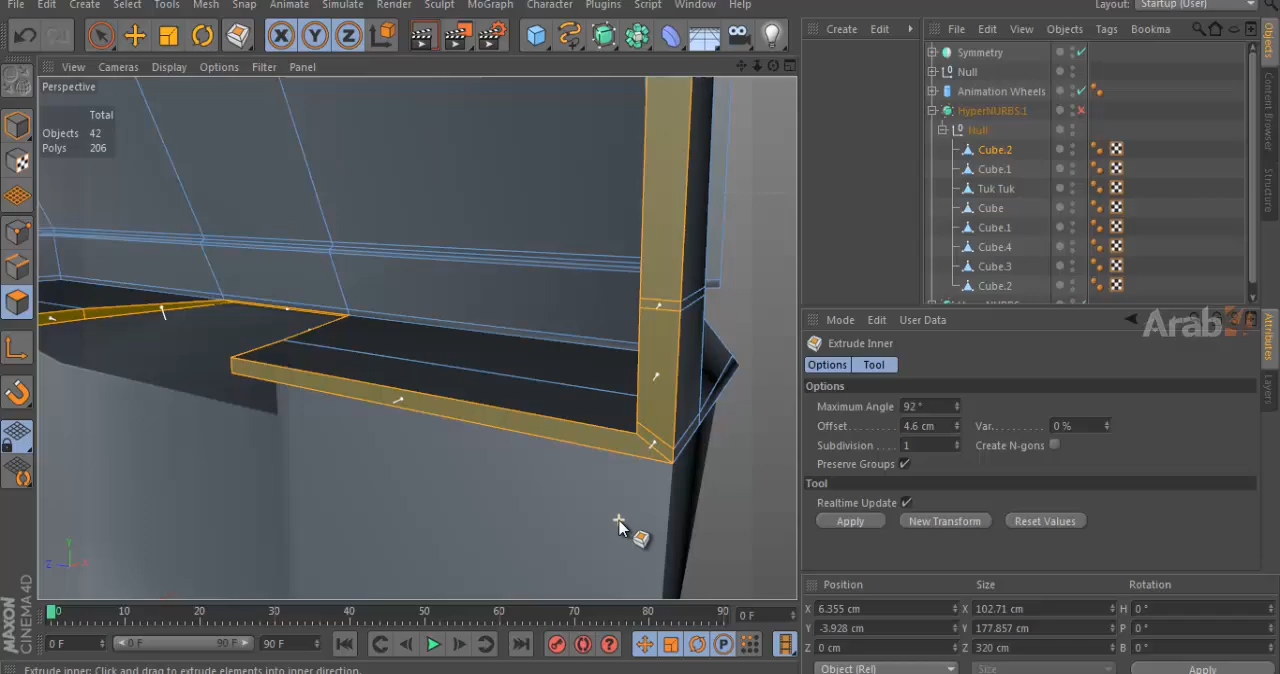 File Edit Create Select Tools Mesh Snap Animate Simulate Render Sculpt MoGraph Character Plugins Script Window Help Layout: Startup (User)
View Cameras Display Options Filter Panel
Perspective
Total
Objects 42
Polys 206
Create Edit
File Edit View Objects Tags Bookma
Symmetry
Null
Animation Wheels
HyperNURBS.1
Null
Cube.2
Cube.1
Tuk Tuk
Cube
Cube.1
Cube.4
Cube.3
Cube.2
Objects
Content Browser
Structure
Mode Edit User Data
Arab
Extrude Inner
Options Tool
Options
Maximum Angle 92 °
Offset 4.6 cm Var. 0 %
Subdivision 1 Create N-gons
Preserve Groups
Tool
Realtime Update
Apply New Transform Reset Values
Attributes
Layers
Position Size Rotation
X 6.355 cm X 102.71 cm H 0 °
Y -3.928 cm Y 177.857 cm P 0 °
Z 0 cm Z 320 cm B 0 °
Object (Rel) Size Apply
Y
Z X
0 10 20 30 40 50 60 70 80 90 0 F
0 F 0 F 90 F 90 F
MAXON
CINEMA 4D
Extrude inner: Click and drag to extrude elements into inner direction.